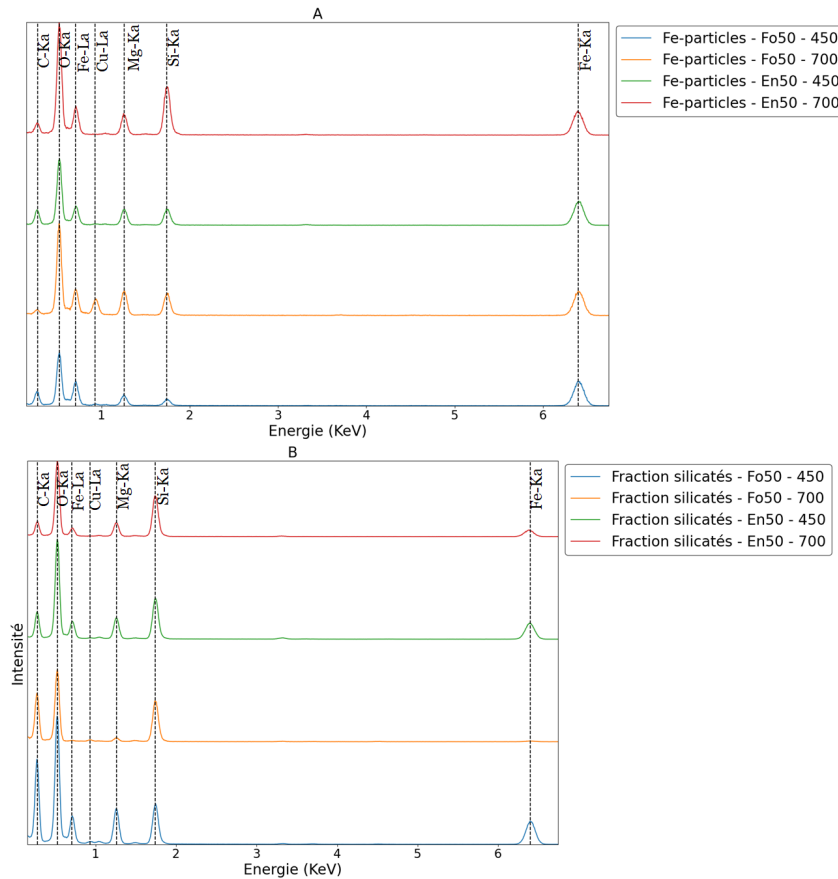 A
C-Ka
O-Ka
Fe-La
Cu-La
Mg-Ka
Si-Ka
Fe-Ka
Fe-particles - Fo50 - 450
Fe-particles - Fo50 - 700
Fe-particles - En50 - 450
Fe-particles - En50 - 700
1 2 3 4 5 6
Energie (KeV)
B
C-Ka
O-Ka
Fe-La
Cu-La
Mg-Ka
Si-Ka
Fe-Ka
Fraction silicatés - Fo50 - 450
Fraction silicatés - Fo50 - 700
Fraction silicatés - En50 - 450
Fraction silicatés - En50 - 700
Intensité
1 2 3 4 5 6
Energie (KeV)